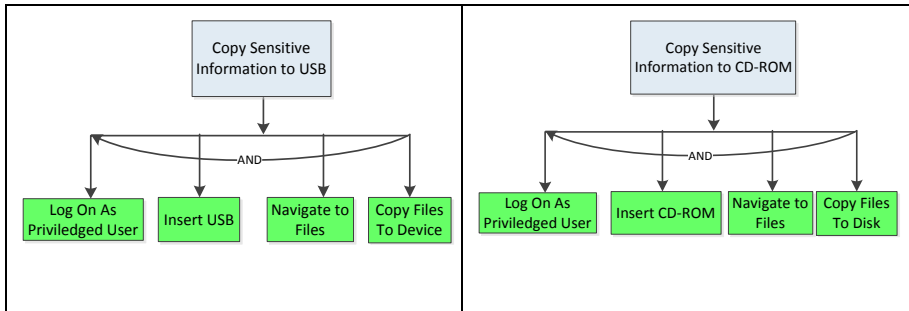 Copy Sensitive
Information to USB
AND
Log On As
Priviledged User
Insert USB
Navigate to
Files
Copy Files
To Device
Copy Sensitive
Information to CD-ROM
AND
Log On As
Priviledged User
Insert CD-ROM
Navigate to
Files
Copy Files
To Disk